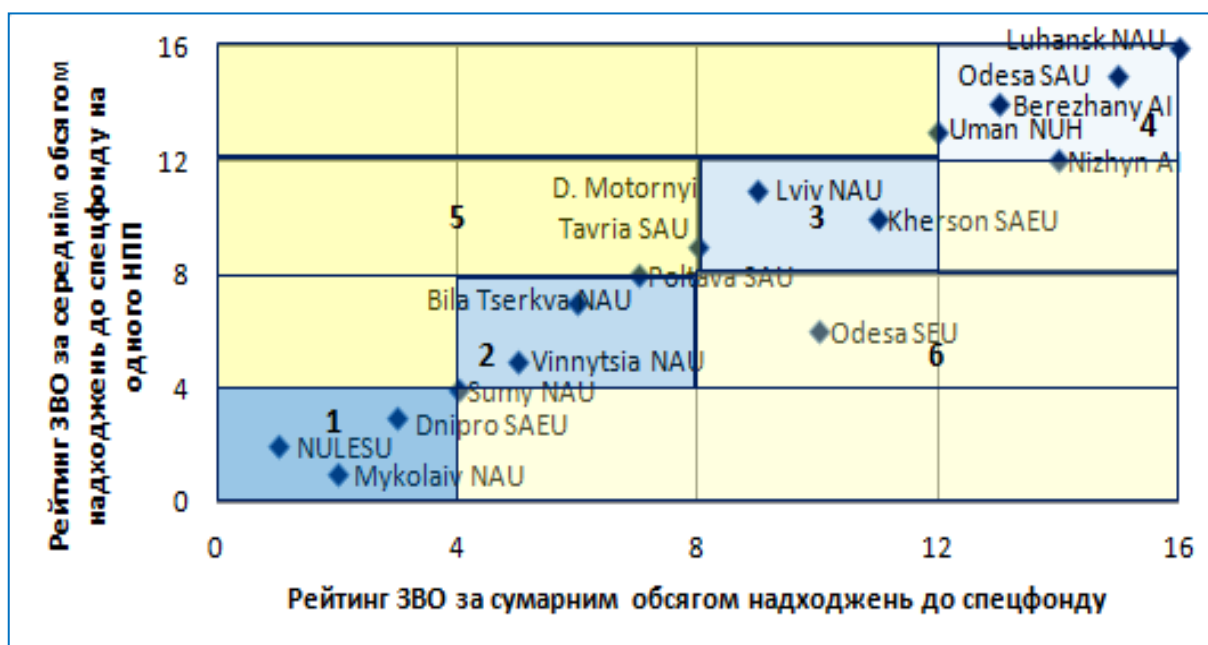 Рейтинг ЗВО за середнім обсягом
надходжень до спецфонду на
одного НПП
16
12
8
4
0
Luhansk NAU
Odesa SAU
Berezhany AI
4
Uman NUH
Nizhyn AI
D. Motornyi
Lviv NAU
5
3
Kherson SAEU
Tavria SAU
Poltava SAU
Bila Tserkva NAU
Odesa SEU
2
Vinnytsia NAU
6
Sumy NAU
1
Dnipro SAEU
NULESU
Mykolaiv NAU
0 4 8 12 16
Рейтинг ЗВО за сумарним обсягом надходжень до спецфонду